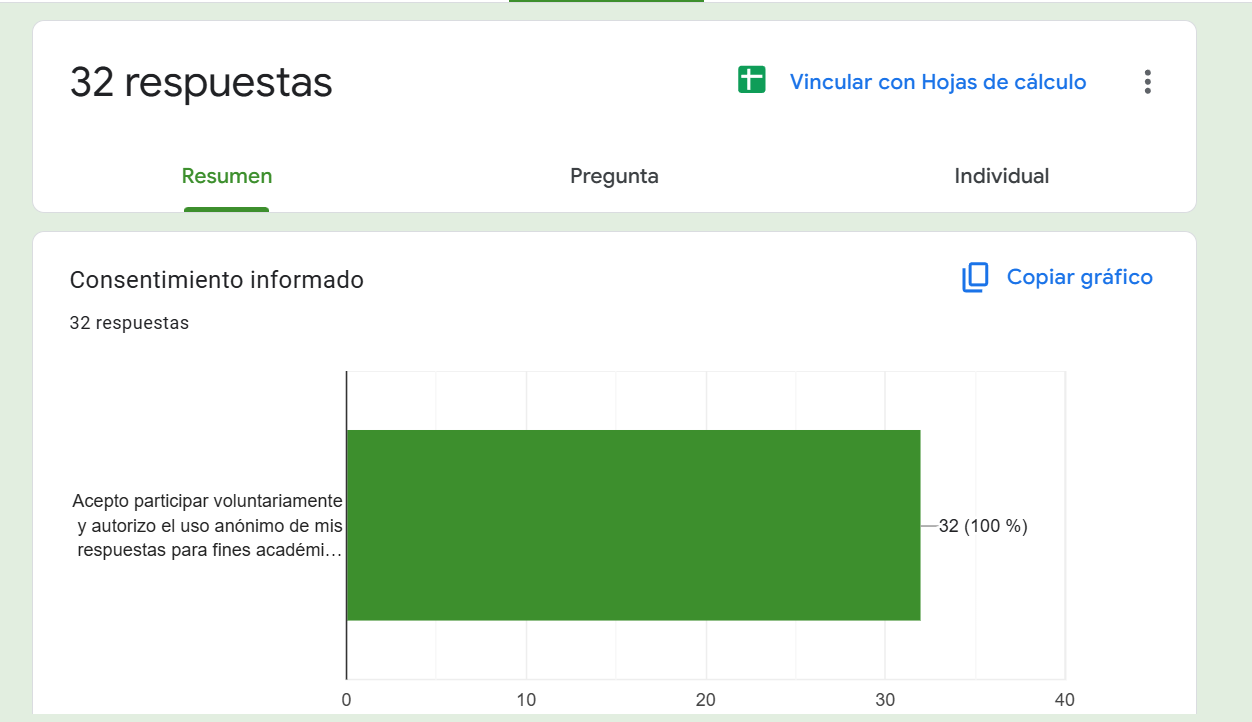 32 respuestas
Vincular con Hojas de cálculo
Resumen
Pregunta
Individual
Consentimiento informado
Copiar gráfico
32 respuestas
Acepto participar voluntariamente
y autorizo el uso anónimo de mis
respuestas para fines académi…
32 (100 %)
0
10
20
30
40